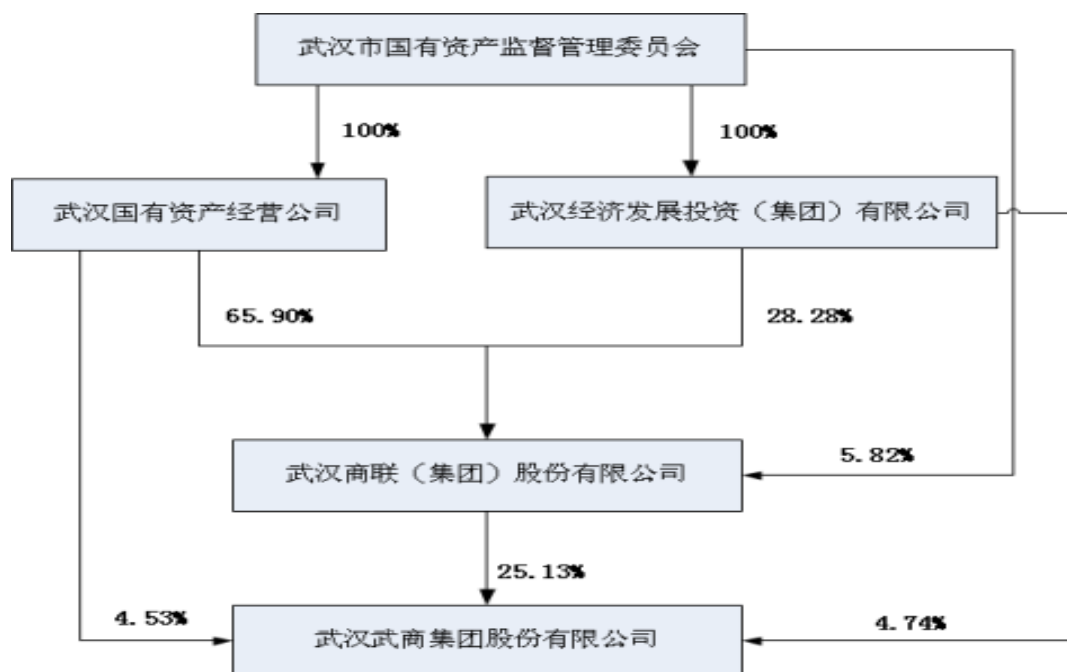 武汉市国有资产监督管理委员会
100%
100%
武汉国有资产经营公司
武汉经济发展投资（集团）有限公司
65.90%
28.28%
武汉商联（集团）股份有限公司
5.82%
25.13%
武汉武商集团股份有限公司
4.53%
4.74%